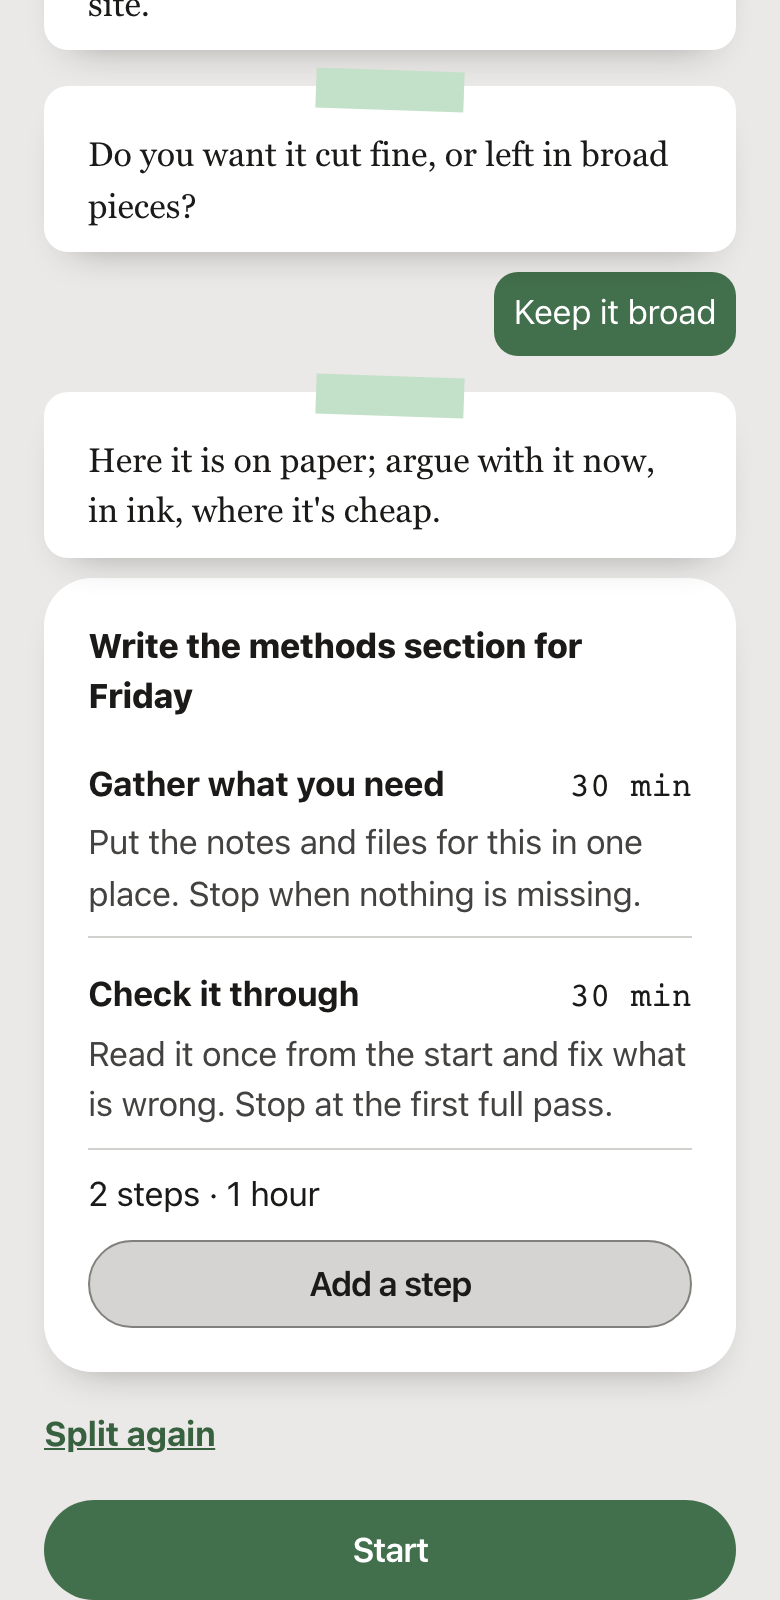 site.
Do you want it cut fine, or left in broad
pieces?
Keep it broad
Here it is on paper; argue with it now,
in ink, where it's cheap.
Write the methods section for
Friday
Gather what you need 30 min
Put the notes and files for this in one
place. Stop when nothing is missing.
Check it through 30 min
Read it once from the start and fix what
is wrong. Stop at the first full pass.
2 steps · 1 hour
Add a step
Split again
Start